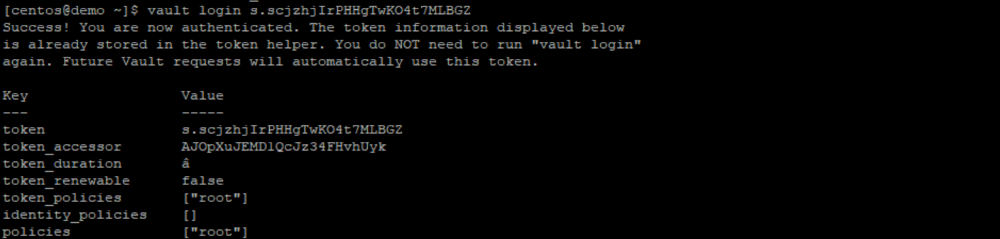 [centos@demo ~]$ vault login s.scjzhjIrPHHgTwKO4t7MLBGZ
Success! You are now authenticated. The token information displayed below
is already stored in the token helper. You do NOT need to run "vault login"
again. Future Vault requests will automatically use this token.
Key                  Value
---                  -----
token                s.scjzhjIrPHHgTwKO4t7MLBGZ
token_accessor       AJOpXuJEMDlQcJz34FHvhUyk
token_duration       â
token_renewable      false
token_policies       ["root"]
identity_policies    []
policies             ["root"]